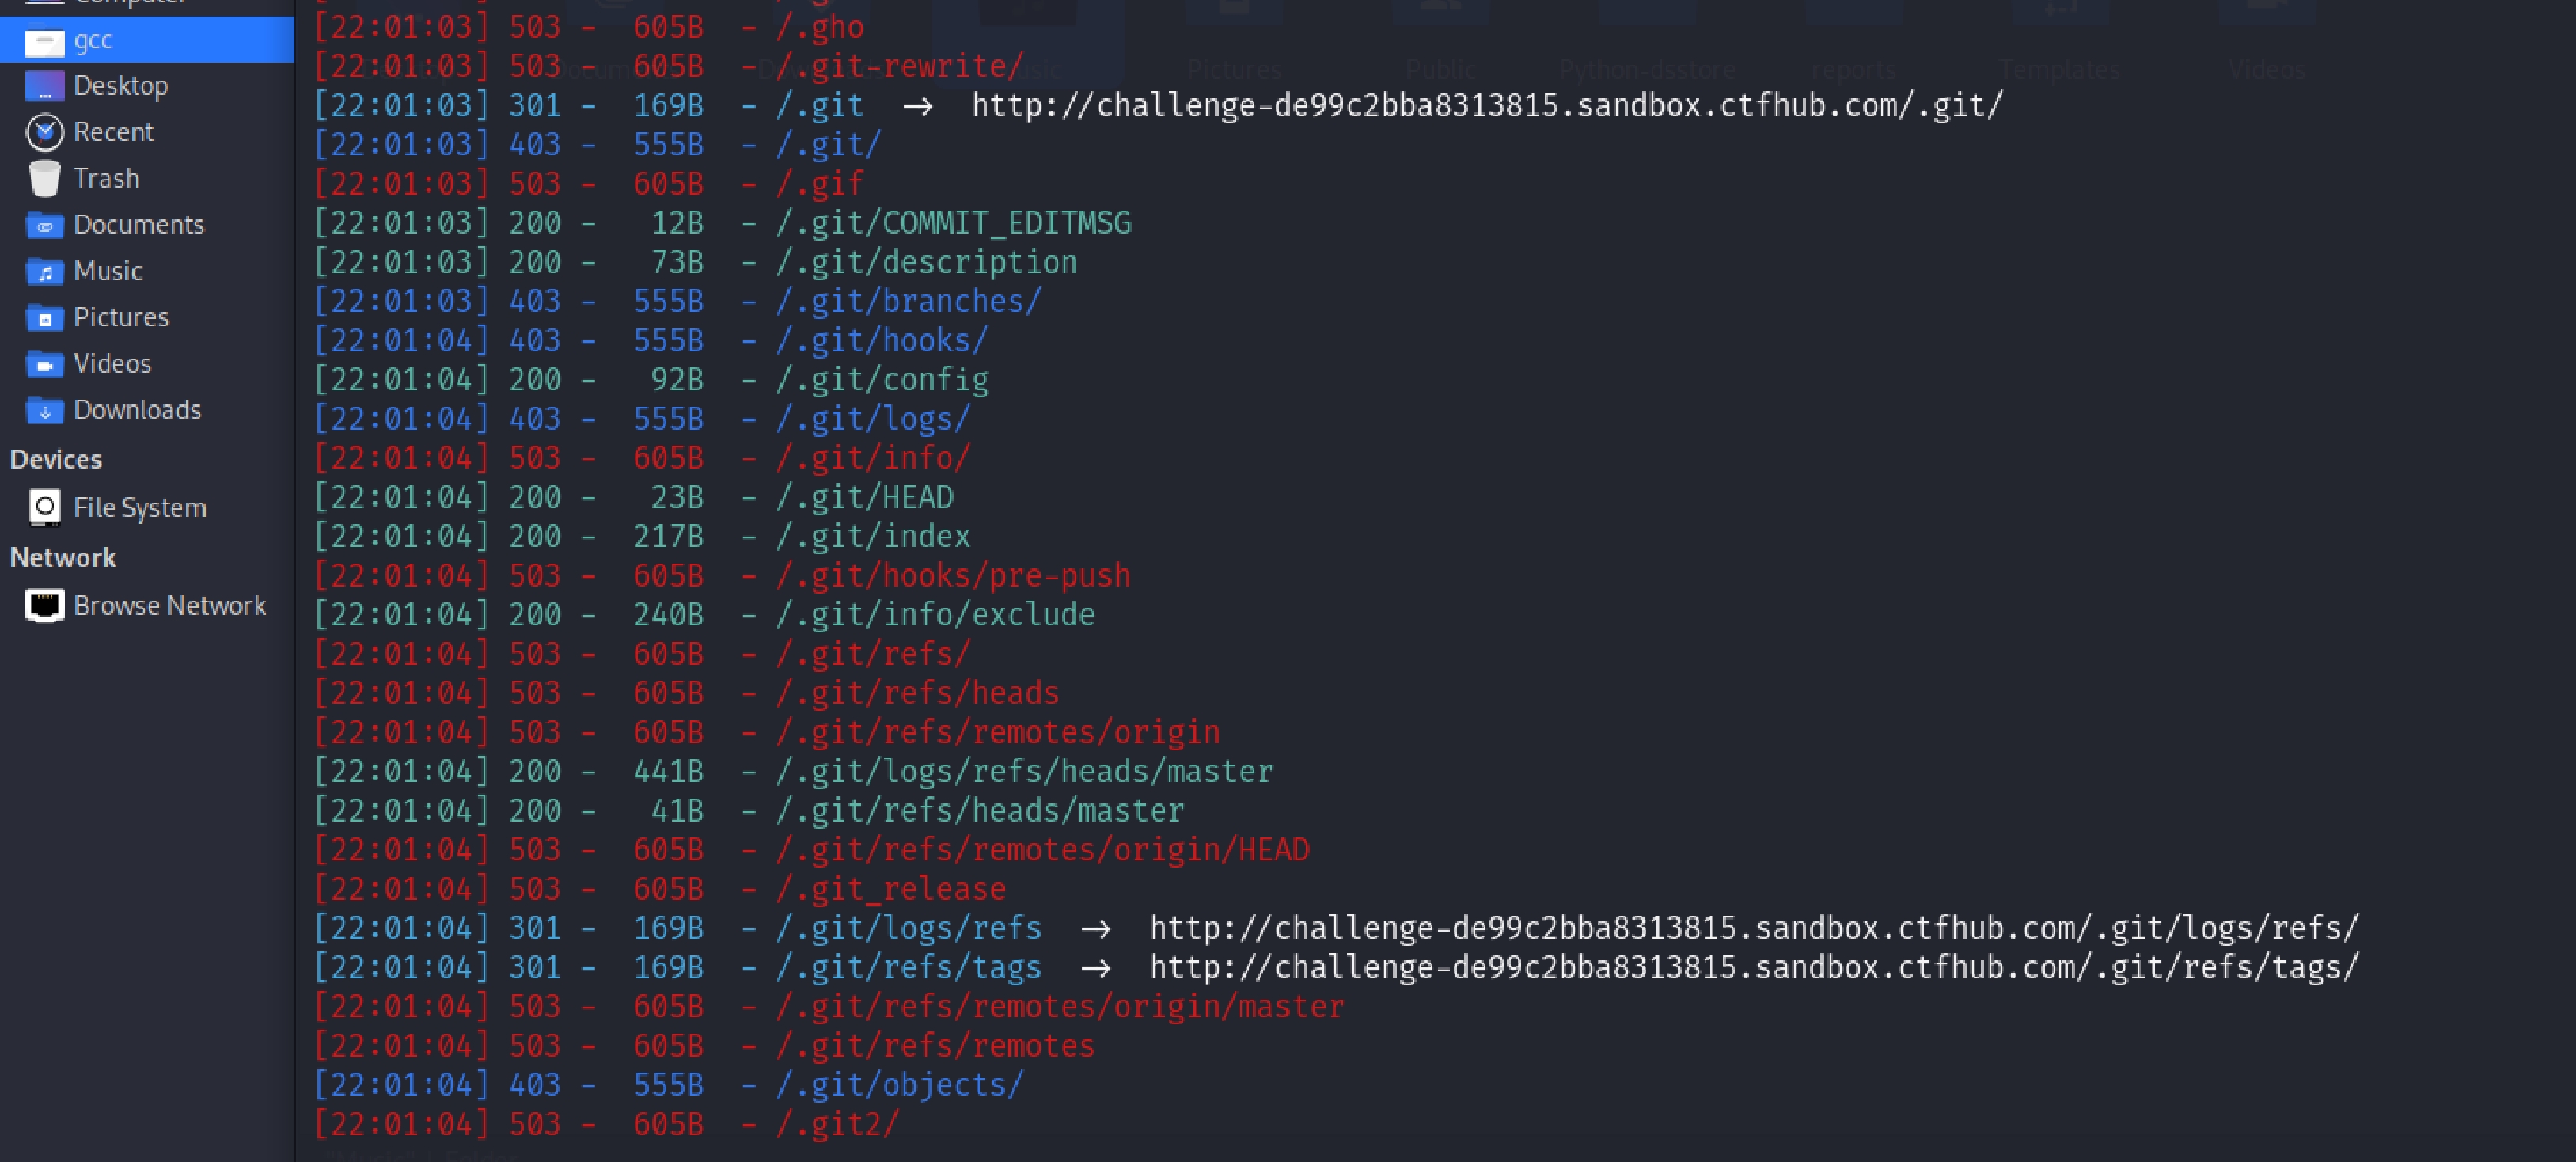 Computer
gcc
Desktop
Recent
Trash
Documents
Music
Pictures
Videos
Downloads
Devices
File System
Network
Browse Network
Pictures
Public
Python-dsstore
reports
Templates
Videos
[22:01:03] 503 - 605B - /.gho
[22:01:03] 503 - 605B - /.git-rewrite/
[22:01:03] 301 - 169B - /.git → http://challenge-de99c2bba8313815.sandbox.ctfhub.com/.git/
[22:01:03] 403 - 555B - /.git/
[22:01:03] 503 - 605B - /.gif
[22:01:03] 200 - 12B - /.git/COMMIT_EDITMSG
[22:01:03] 200 - 73B - /.git/description
[22:01:03] 403 - 555B - /.git/branches/
[22:01:04] 403 - 555B - /.git/hooks/
[22:01:04] 200 - 92B - /.git/config
[22:01:04] 403 - 555B - /.git/logs/
[22:01:04] 503 - 605B - /.git/info/
[22:01:04] 200 - 23B - /.git/HEAD
[22:01:04] 200 - 217B - /.git/index
[22:01:04] 503 - 605B - /.git/hooks/pre-push
[22:01:04] 200 - 240B - /.git/info/exclude
[22:01:04] 503 - 605B - /.git/refs/
[22:01:04] 503 - 605B - /.git/refs/heads
[22:01:04] 503 - 605B - /.git/refs/remotes/origin
[22:01:04] 200 - 441B - /.git/logs/refs/heads/master
[22:01:04] 200 - 41B - /.git/refs/heads/master
[22:01:04] 503 - 605B - /.git/refs/remotes/origin/HEAD
[22:01:04] 503 - 605B - /.git_release
[22:01:04] 301 - 169B - /.git/logs/refs → http://challenge-de99c2bba8313815.sandbox.ctfhub.com/.git/logs/refs/
[22:01:04] 301 - 169B - /.git/refs/tags → http://challenge-de99c2bba8313815.sandbox.ctfhub.com/.git/refs/tags/
[22:01:04] 503 - 605B - /.git/refs/remotes/origin/master
[22:01:04] 503 - 605B - /.git/refs/remotes
[22:01:04] 403 - 555B - /.git/objects/
[22:01:04] 503 - 605B - /.git2/